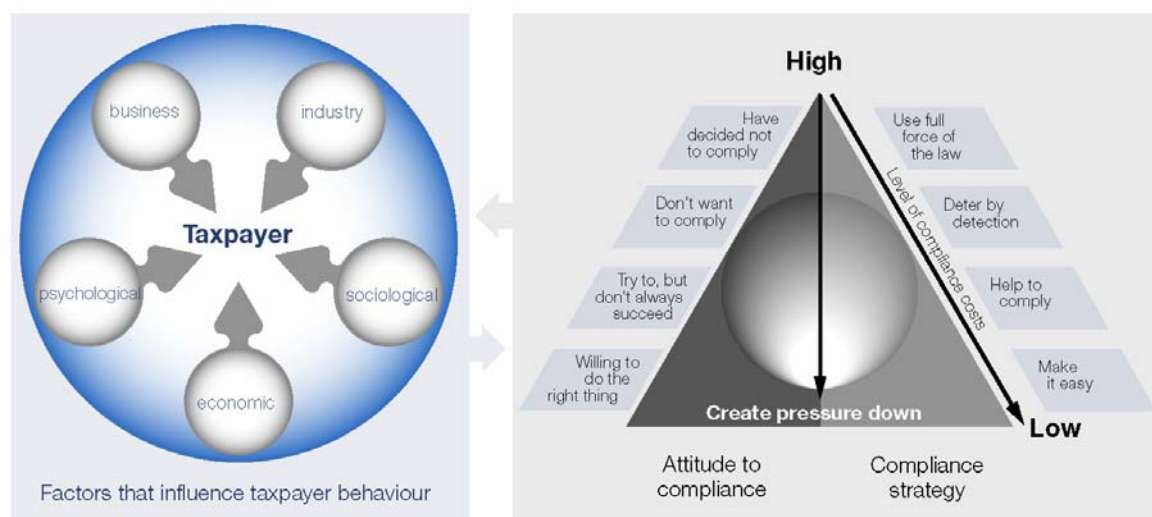 business
industry
Taxpayer
psychological
sociological
economic
Factors that influence taxpayer behaviour
High
Have
decided not
to comply
Use full
force of
the law
Don't want
to comply
Deter by
detection
Try to, but
don't always
succeed
Help to
comply
Willing to
do the
right thing
Make
it easy
Level of compliance costs
Create pressure down
Low
Attitude to
compliance
Compliance
strategy